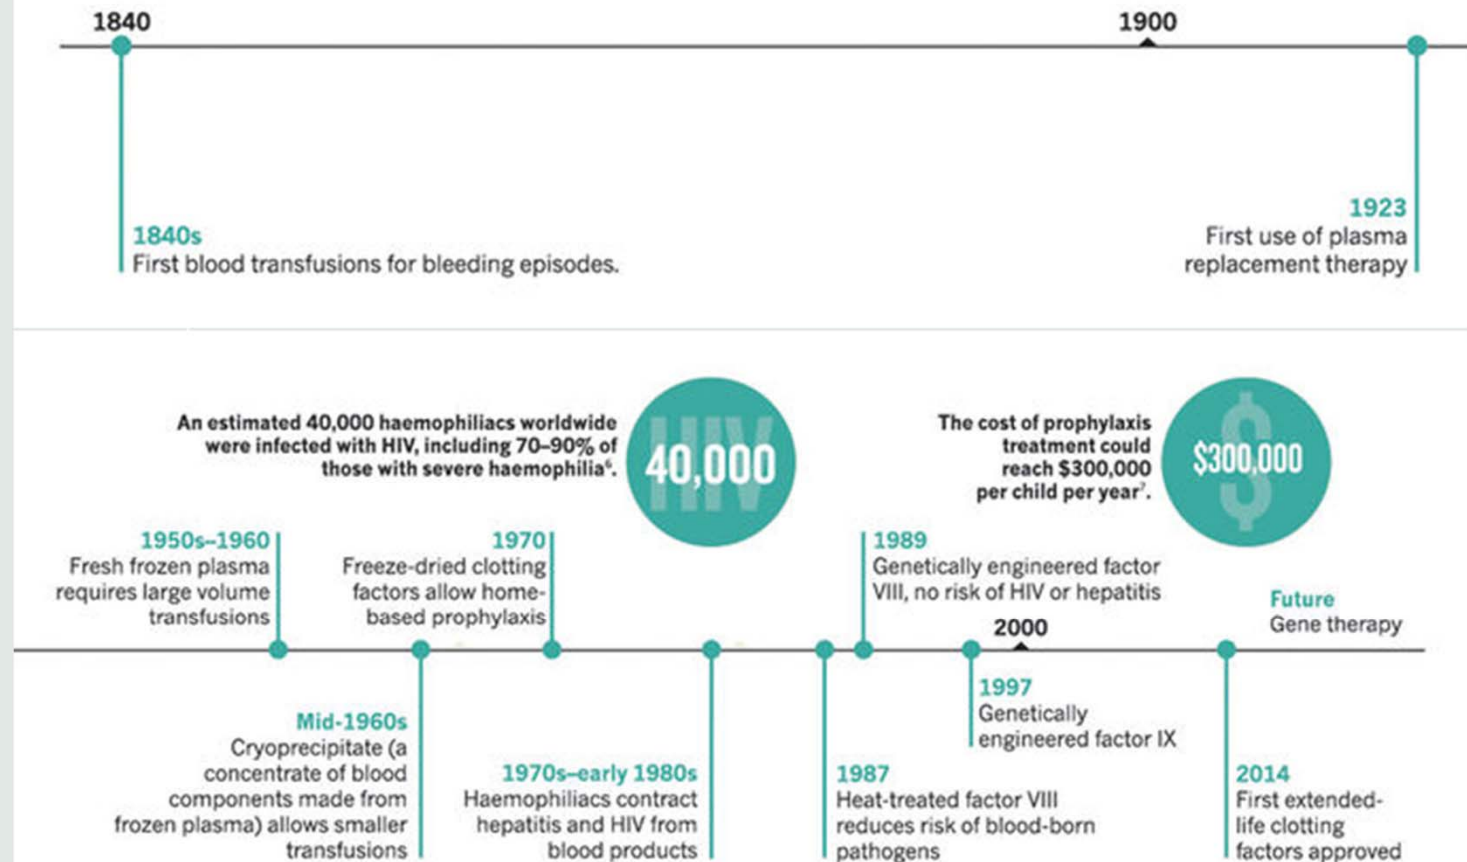 1840
1900
1840s
First blood transfusions for bleeding episodes.
1923
First use of plasma
replacement therapy
An estimated 40,000 haemophiliacs worldwide
were infected with HIV, including 70–90% of
those with severe haemophilia⁶.
HIV
40,000
The cost of prophylaxis
treatment could
reach $300,000
per child per year⁷.
$
$300,000
1950s–1960
Fresh frozen plasma
requires large volume
transfusions
1970
Freeze-dried clotting
factors allow home-
based prophylaxis
1989
Genetically engineered factor
VIII, no risk of HIV or hepatitis
Future
Gene therapy
2000
Mid-1960s
Cryoprecipitate (a
concentrate of blood
components made from
frozen plasma) allows smaller
transfusions
1970s–early 1980s
Haemophiliacs contract
hepatitis and HIV from
blood products
1987
Heat-treated factor VIII
reduces risk of blood-born
pathogens
1997
Genetically
engineered factor IX
2014
First extended-
life clotting
factors approved